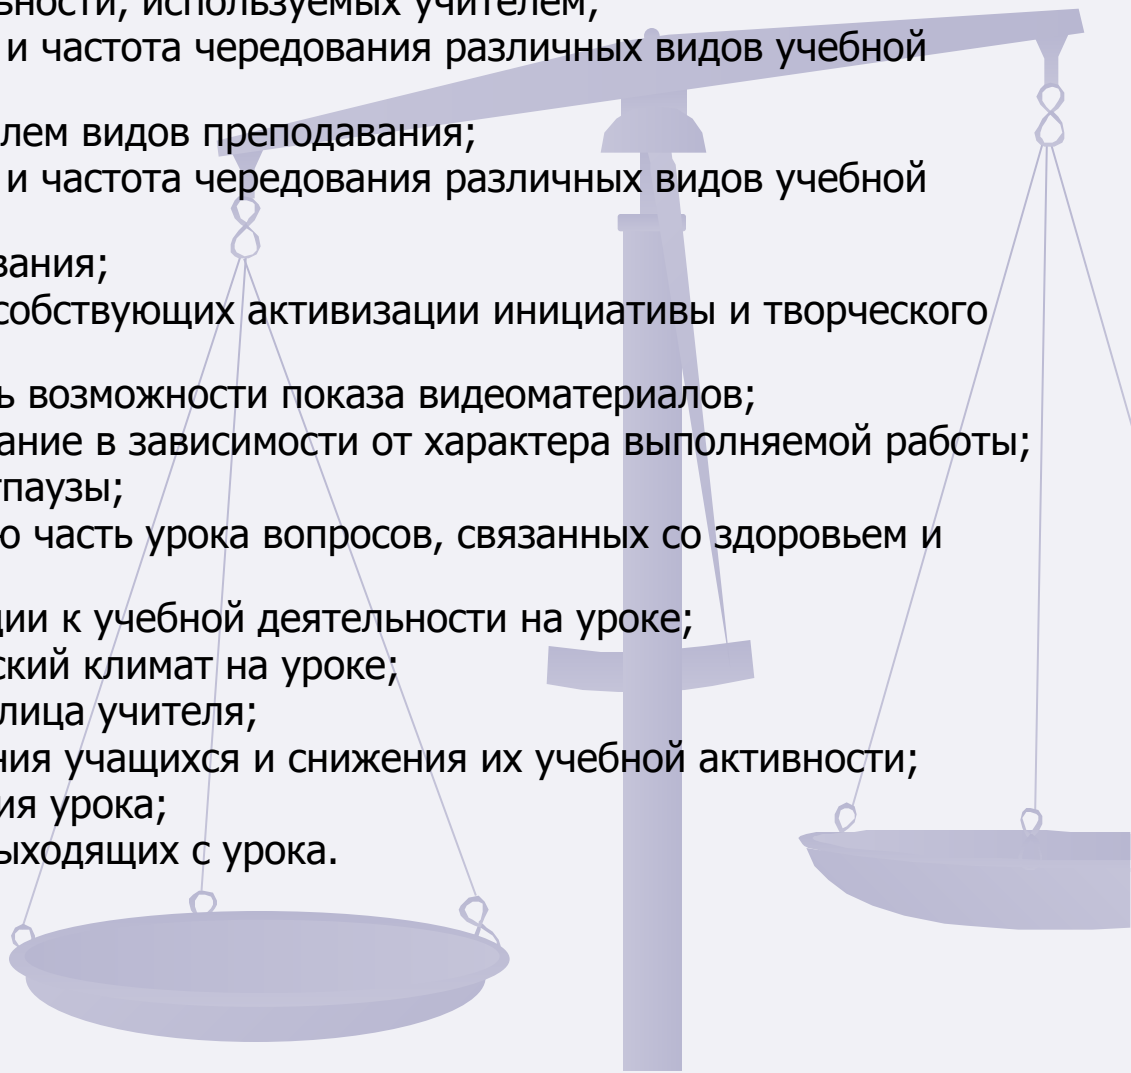 ьности, используемых учителем;
и частота чередования различных видов учебной
лем видов преподавания;
и частота чередования различных видов учебной
вания;
собствующих активизации инициативы и творческого
ь возможности показа видеоматериалов;
ание в зависимости от характера выполняемой работы;
тпаузы;
ю часть урока вопросов, связанных со здоровьем и
ции к учебной деятельности на уроке;
ский климат на уроке;
лица учителя;
ния учащихся и снижения их учебной активности;
ия урока;
ыходящих с урока.